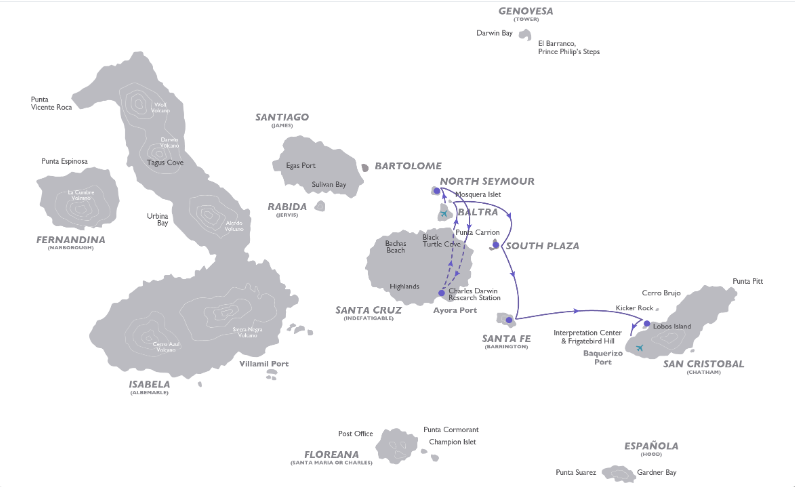 GENOVESA
(TOWER)
Darwin Bay
El Barranco,
Prince Philip's Steps
Punta
Vicente Roca
Wolf
Volcano
SANTIAGO
(JAMES)
Darwin
Volcano
Tagus Cove
Punta Espinosa
Egas Port
BARTOLOME
Sullivan Bay
La Cumbre
Volcano
NORTH SEYMOUR
Mosquera Islet
RABIDA
(JERVIS)
BALTRA
Urbina
Bay
Alcedo
Volcano
FERNANDINA
(NARBOROUGH)
Punta Carrion
Black
Turtle Cove
Bachas
Beach
SOUTH PLAZA
Highlands
Charles Darwin
Research Station
Punta Pitt
Cerro Brujo
SANTA CRUZ
(INDEFATIGABLE)
Ayora Port
Kicker Rock
Lobos Island
Sierra Negra
Volcano
Cerro Azul
Volcano
SANTA FE
(BARRINGTON)
Interpretation Center
& Frigatebird Hill
Baquerizo
Port
SAN CRISTOBAL
(CHATHAM)
Villamil Port
ISABELA
(ALBEMARLE)
Post Office
Punta Cormorant
Champion Islet
FLOREANA
(SANTA MARIA OR CHARLES)
ESPAÑOLA
(HOOD)
Punta Suarez
Gardner Bay